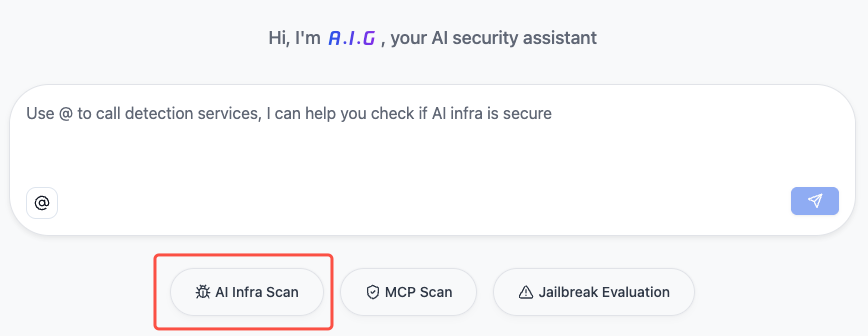 Hi, I'm A.I.G , your AI security assistant
Use @ to call detection services, I can help you check if AI infra is secure
@
AI Infra Scan
MCP Scan
Jailbreak Evaluation